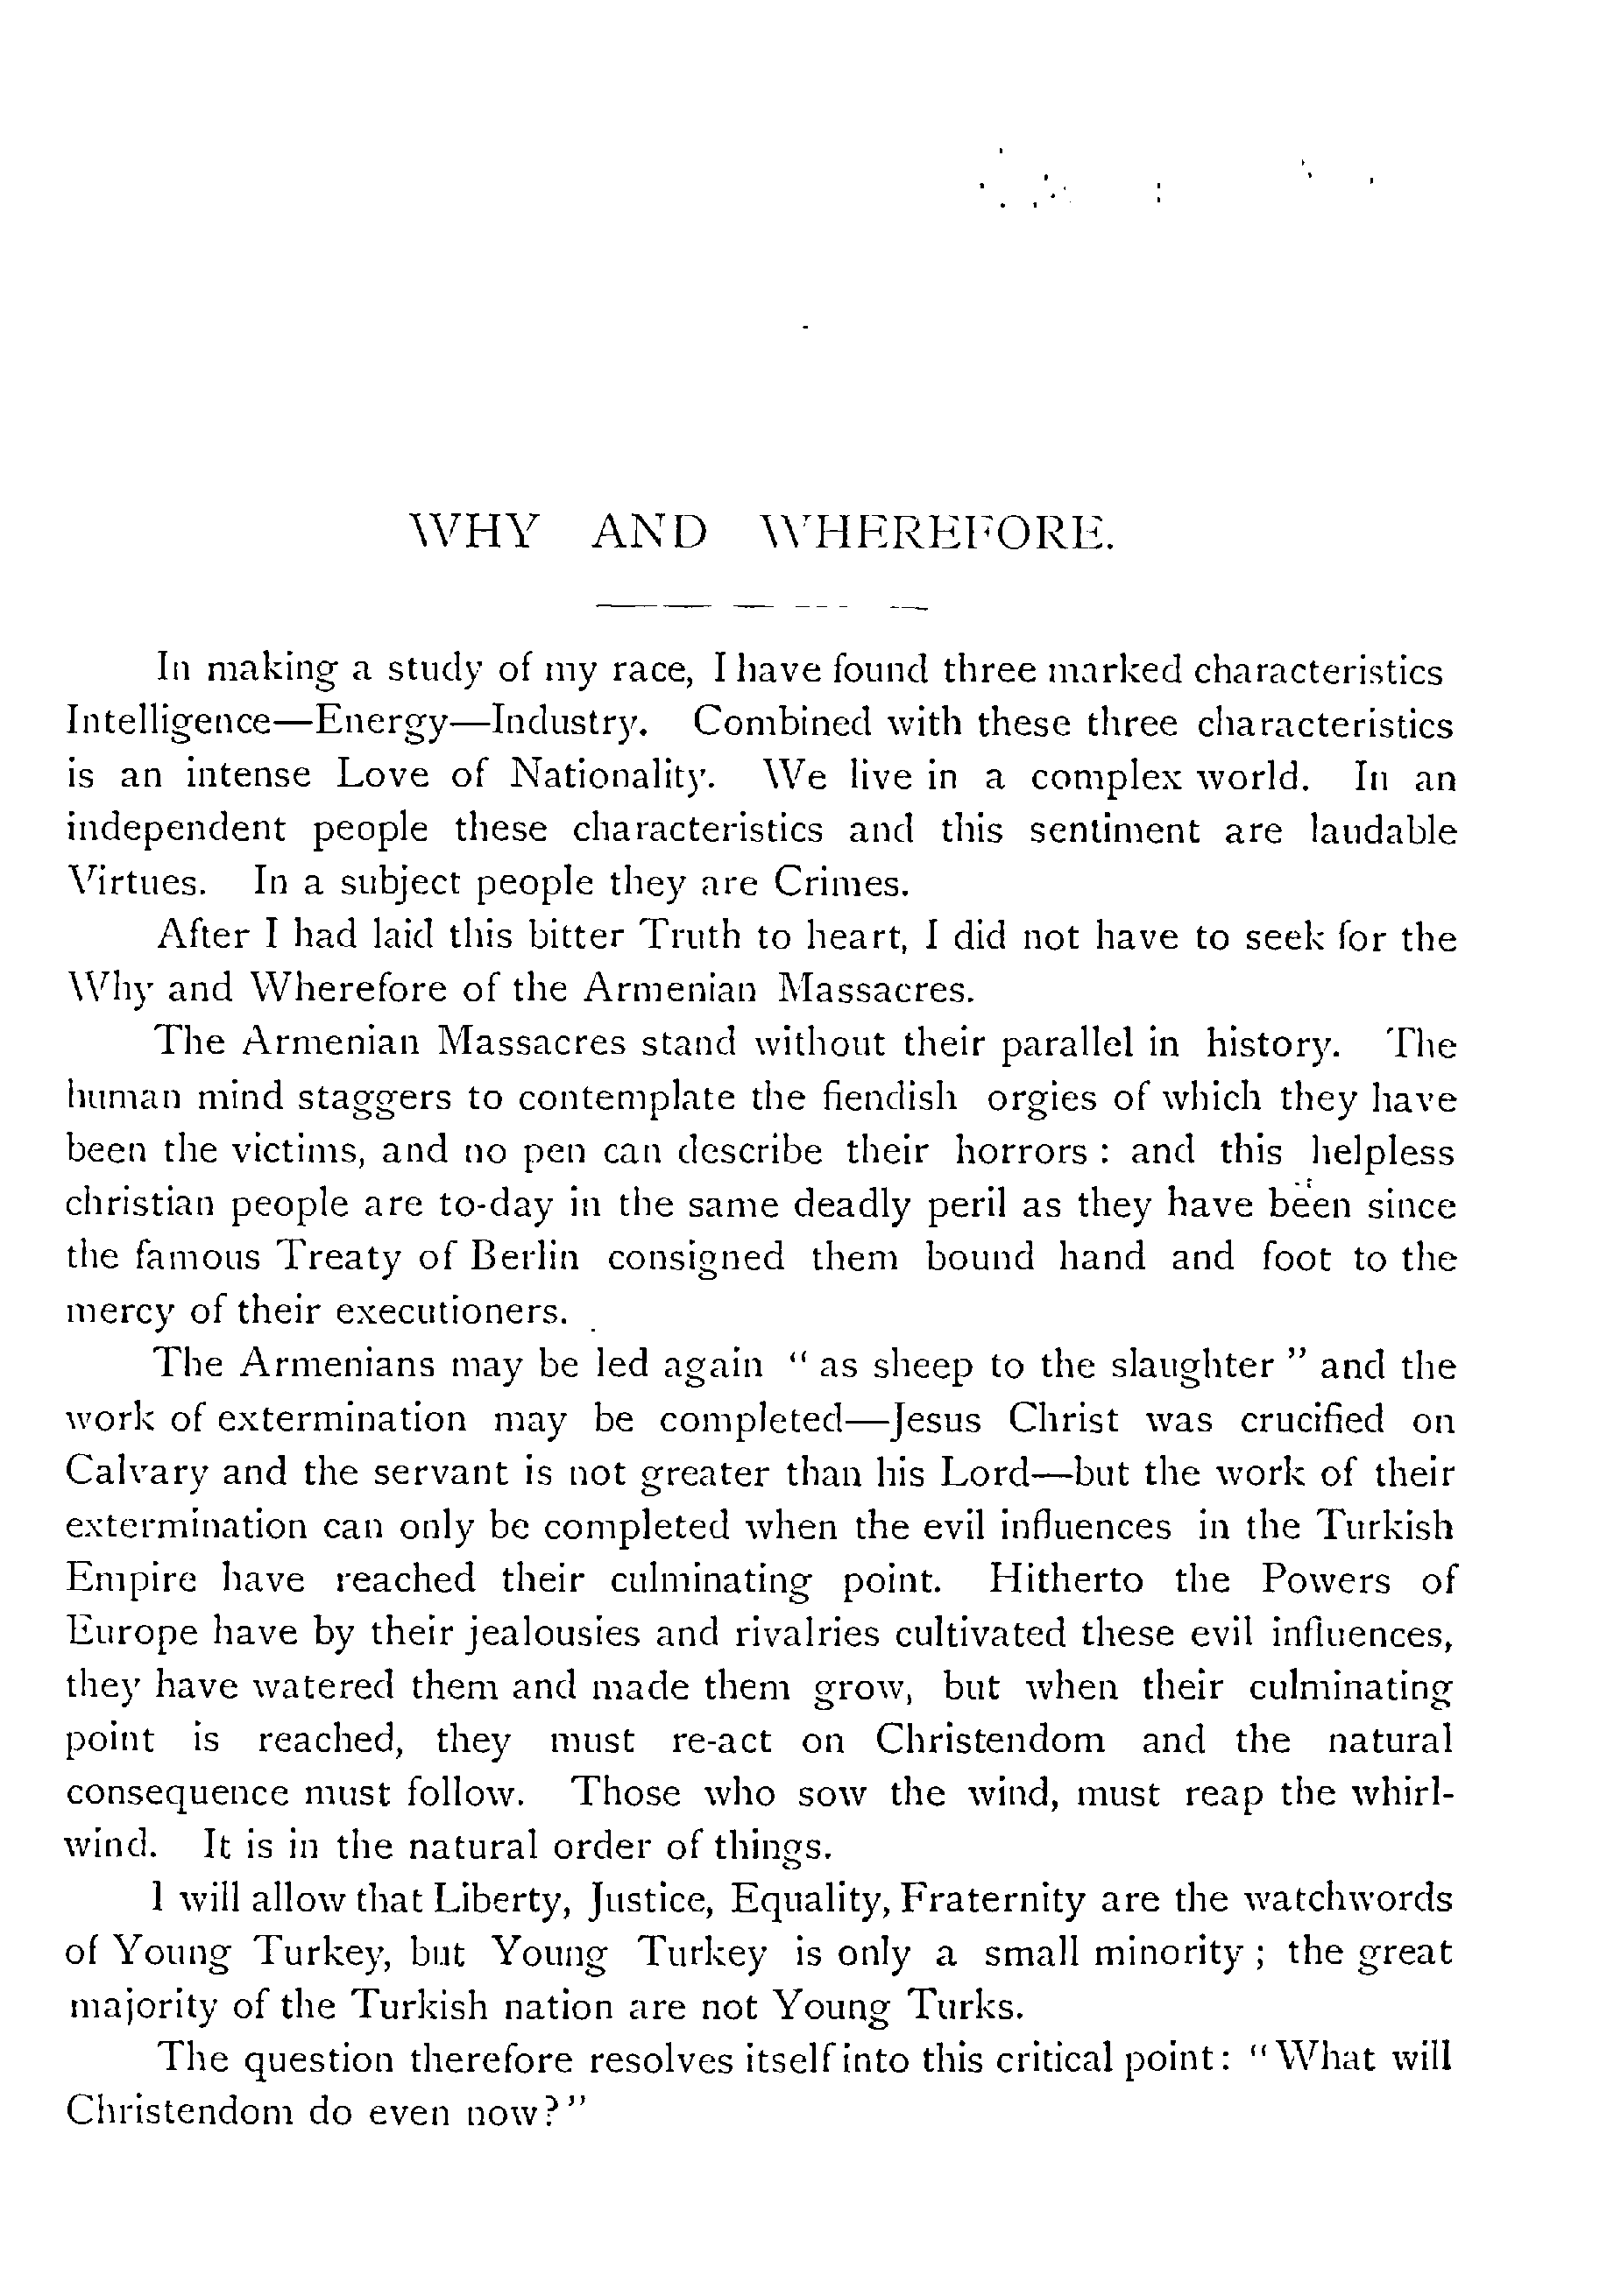 WHY AND WHEREFORE.
In making a study of my race, I have found three marked characteristics
Intelligence—Energy—Industry. Combined with these three characteristics
is an intense Love of Nationality. We live in a complex world. In an
independent people these characteristics and this sentiment are laudable
Virtues. In a subject people they are Crimes.
After I had laid this bitter Truth to heart, I did not have to seek for the
Why and Wherefore of the Armenian Massacres.
The Armenian Massacres stand without their parallel in history. The
human mind staggers to contemplate the fiendish orgies of which they have
been the victims, and no pen can describe their horrors : and this helpless
christian people are to-day in the same deadly peril as they have been since
the famous Treaty of Berlin consigned them bound hand and foot to the
mercy of their executioners.
The Armenians may be led again “ as sheep to the slaughter ” and the
work of extermination may be completed—Jesus Christ was crucified on
Calvary and the servant is not greater than his Lord—but the work of their
extermination can only be completed when the evil influences in the Turkish
Empire have reached their culminating point. Hitherto the Powers of
Europe have by their jealousies and rivalries cultivated these evil influences,
they have watered them and made them grow, but when their culminating
point is reached, they must re-act on Christendom and the natural
consequence must follow. Those who sow the wind, must reap the whirl-
wind. It is in the natural order of things.
I will allow that Liberty, Justice, Equality, Fraternity are the watchwords
of Young Turkey, but Young Turkey is only a small minority ; the great
majority of the Turkish nation are not Young Turks.
The question therefore resolves itself into this critical point: “What will
Christendom do even now?”